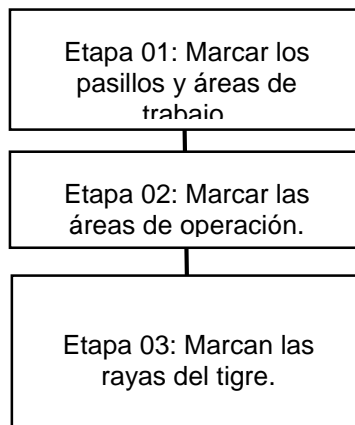 Etapa 01: Marcar los
pasillos y áreas de
trabajo
Etapa 02: Marcar las
áreas de operación.
Etapa 03: Marcan las
rayas del tigre.